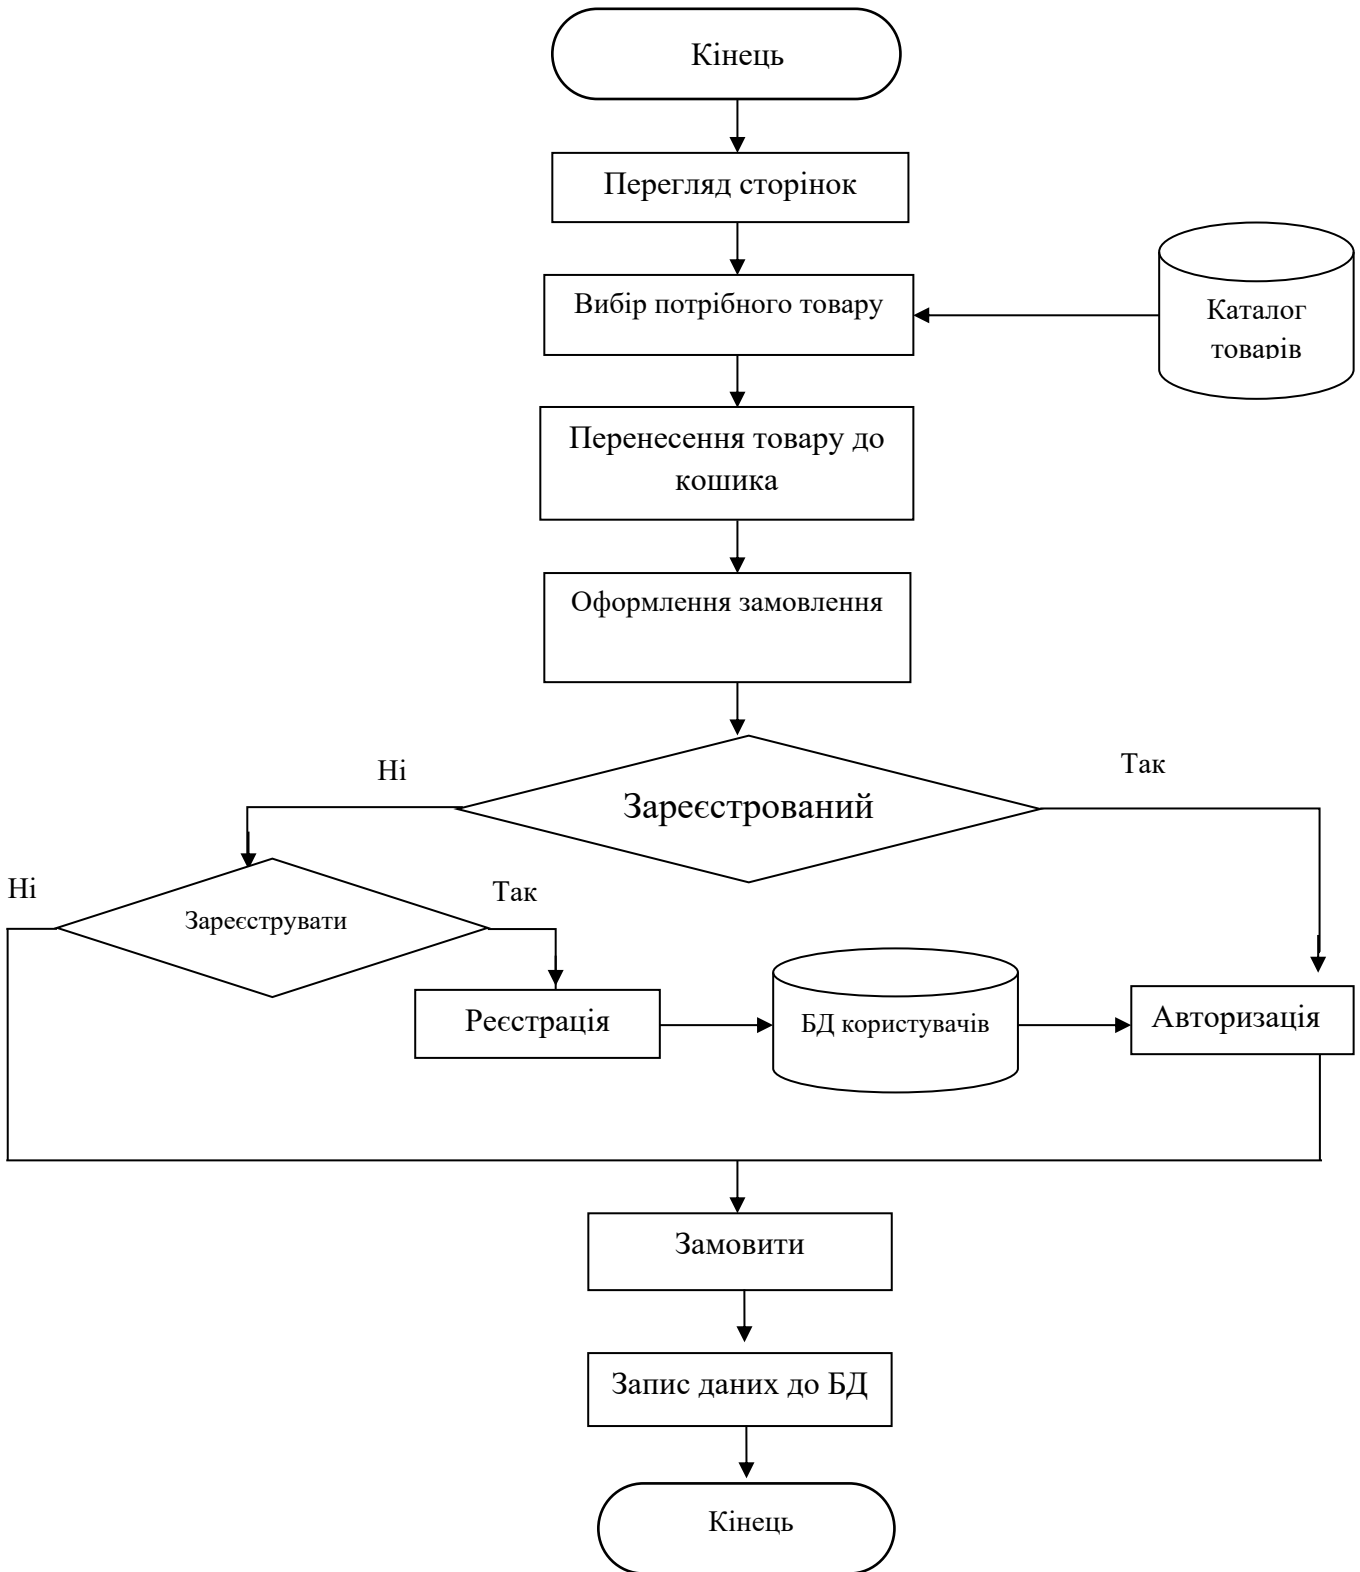 Кінець
Перегляд сторінок
Вибір потрібного товару
Каталог
товарів
Перенесення товару до
кошика
Оформлення замовлення
Ні
Так
Зареєстрований
Ні
Так
Зареєструвати
Реєстрація
БД користувачів
Авторизація
Замовити
Запис даних до БД
Кінець